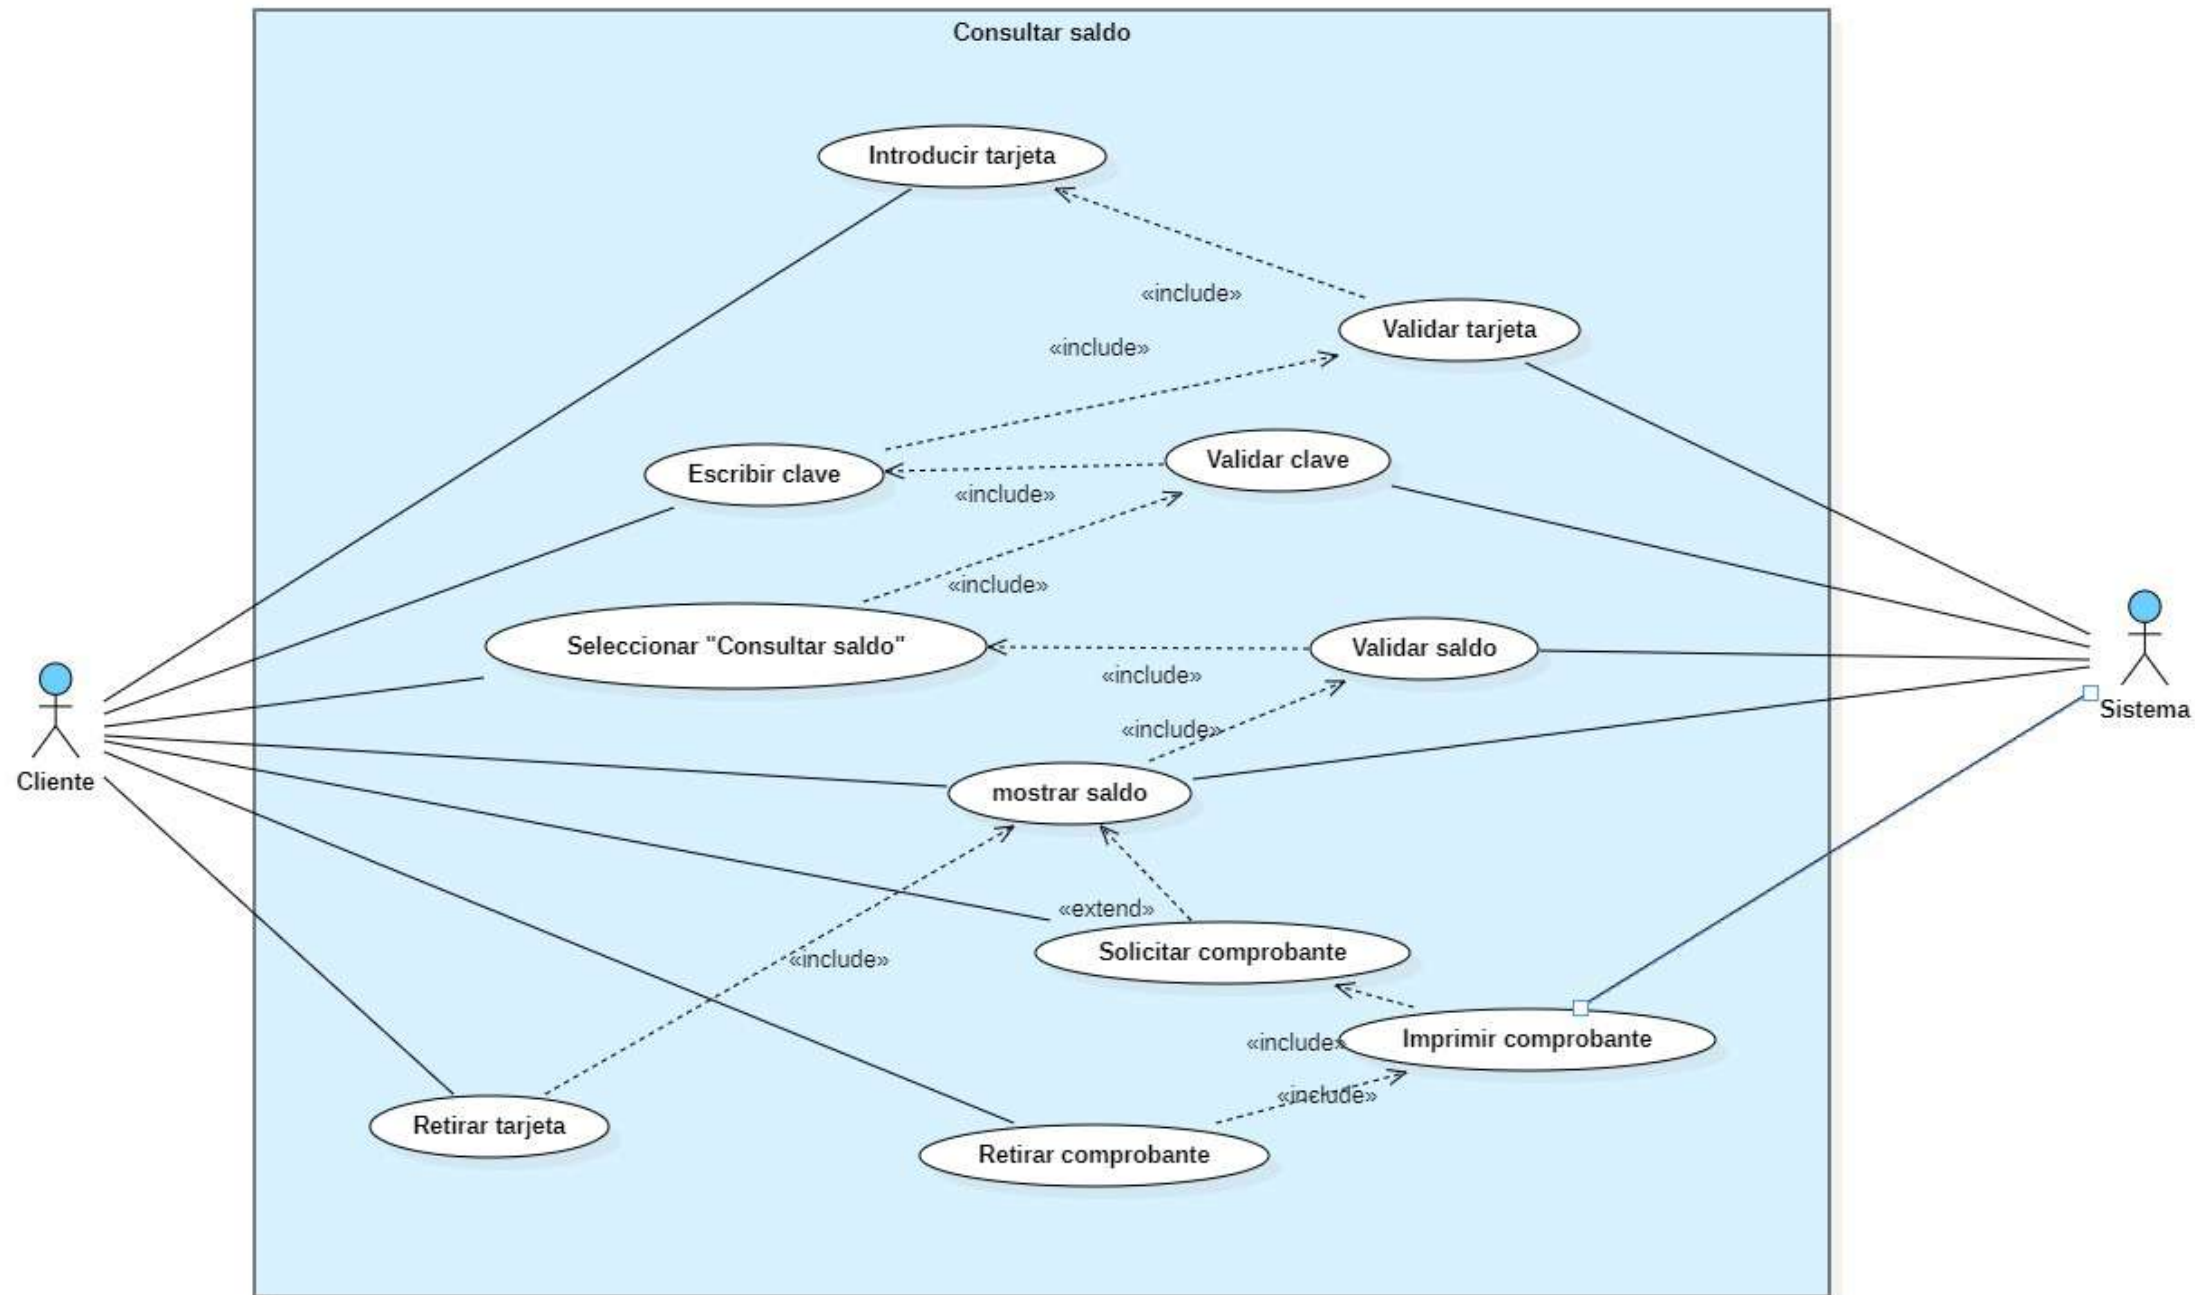 Consultar saldo
Introducir tarjeta
«include»
Validar tarjeta
«include»
Escribir clave
Validar clave
«include»
«include»
Seleccionar "Consultar saldo"
Validar saldo
«include»
Sistema
«include»
Cliente
mostrar saldo
«extend»
Solicitar comprobante
«include»
Imprimir comprobante
«include»
«include»
Retirar tarjeta
Retirar comprobante